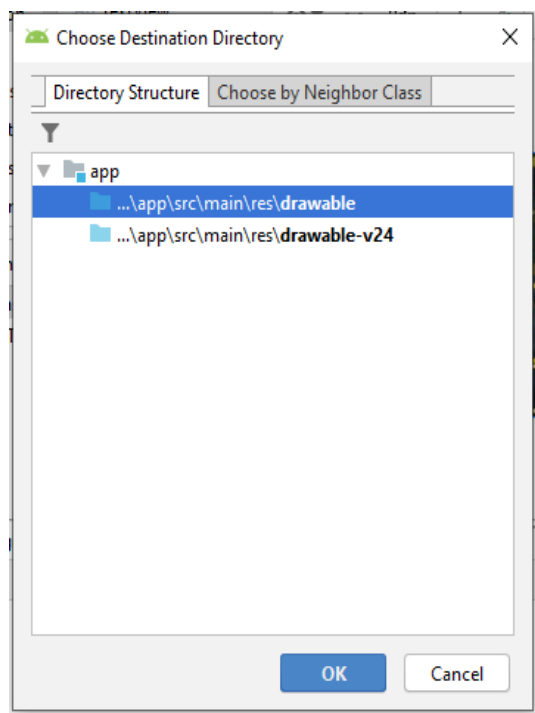 Choose Destination Directory
Directory Structure Choose by Neighbor Class
app
...\app\src\main\res\drawable
...\app\src\main\res\drawable-v24
OK Cancel